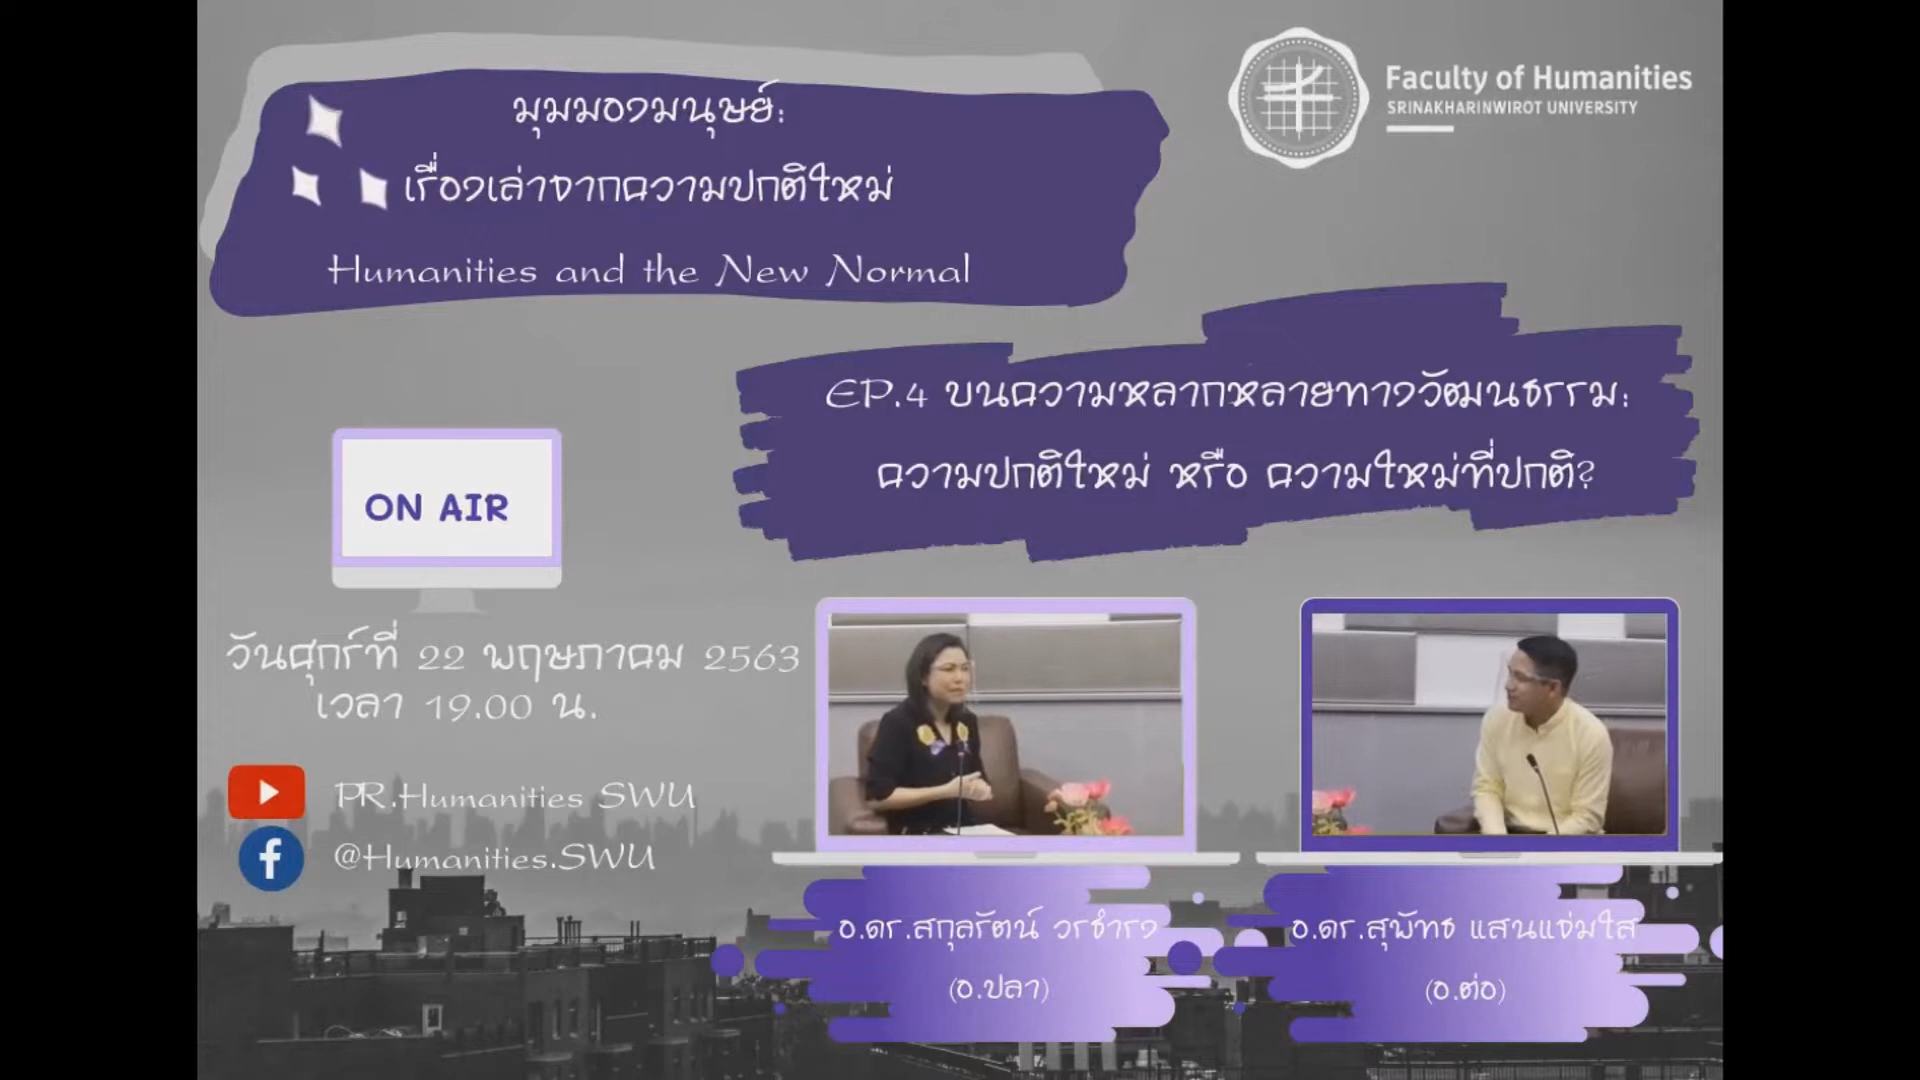 มุมมองมนุษย์:
เรื่องเล่าจากความปกติใหม่
Humanities and the New Normal
Faculty of Humanities
SRINAKHARINWIROT UNIVERSITY
EP.4 บนความหลากหลายทางวัฒนธรรม:
ความปกติใหม่ หรือ ความใหม่ที่ปกติ?
ON AIR
วันศุกร์ที่ 22 พฤษภาคม 2563
เวลา 19.00 น.
PR.Humanities SWU
@Humanities.SWU
อ.ดร.สกุลรัตน์ วรธำรง
(อ.ปลา)
อ.ดร.สุพัทธ แสนแจ่มใส
(อ.ต่อ)